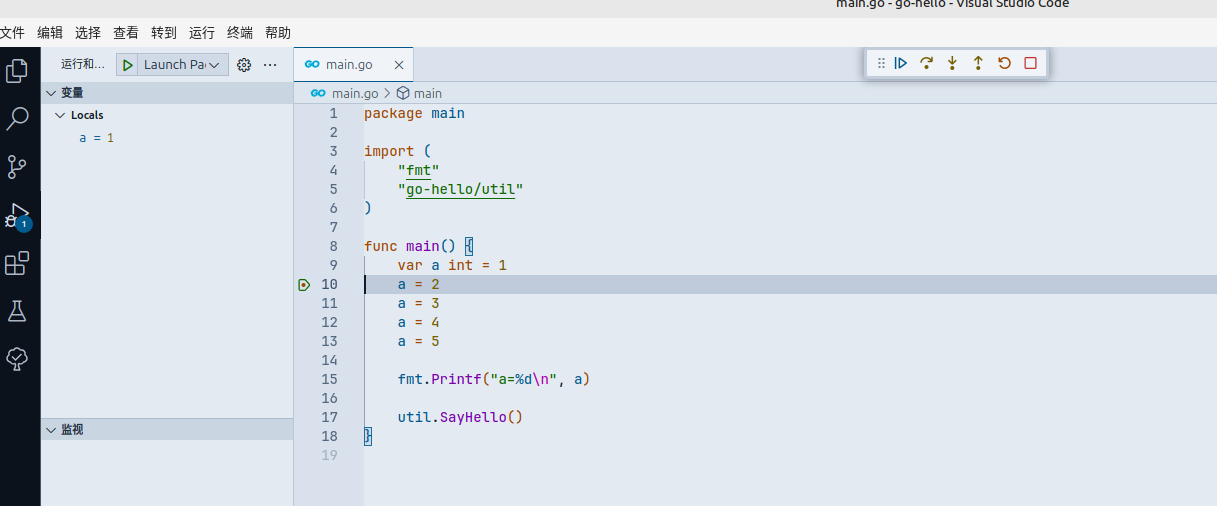 main.go - go-hello - Visual Studio Code
文件 编辑 选择 查看 转到 运行 终端 帮助
运行和... Launch Pac
变量
Locals
a = 1
监视
1
GO main.go
GO main.go > main
1 package main
2
3 import (
4 "fmt"
5 "go-hello/util"
6 )
7
8 func main() {
9 var a int = 1
10 a = 2
11 a = 3
12 a = 4
13 a = 5
14
15 fmt.Printf("a=%d\n", a)
16
17 util.SayHello()
18 }
19